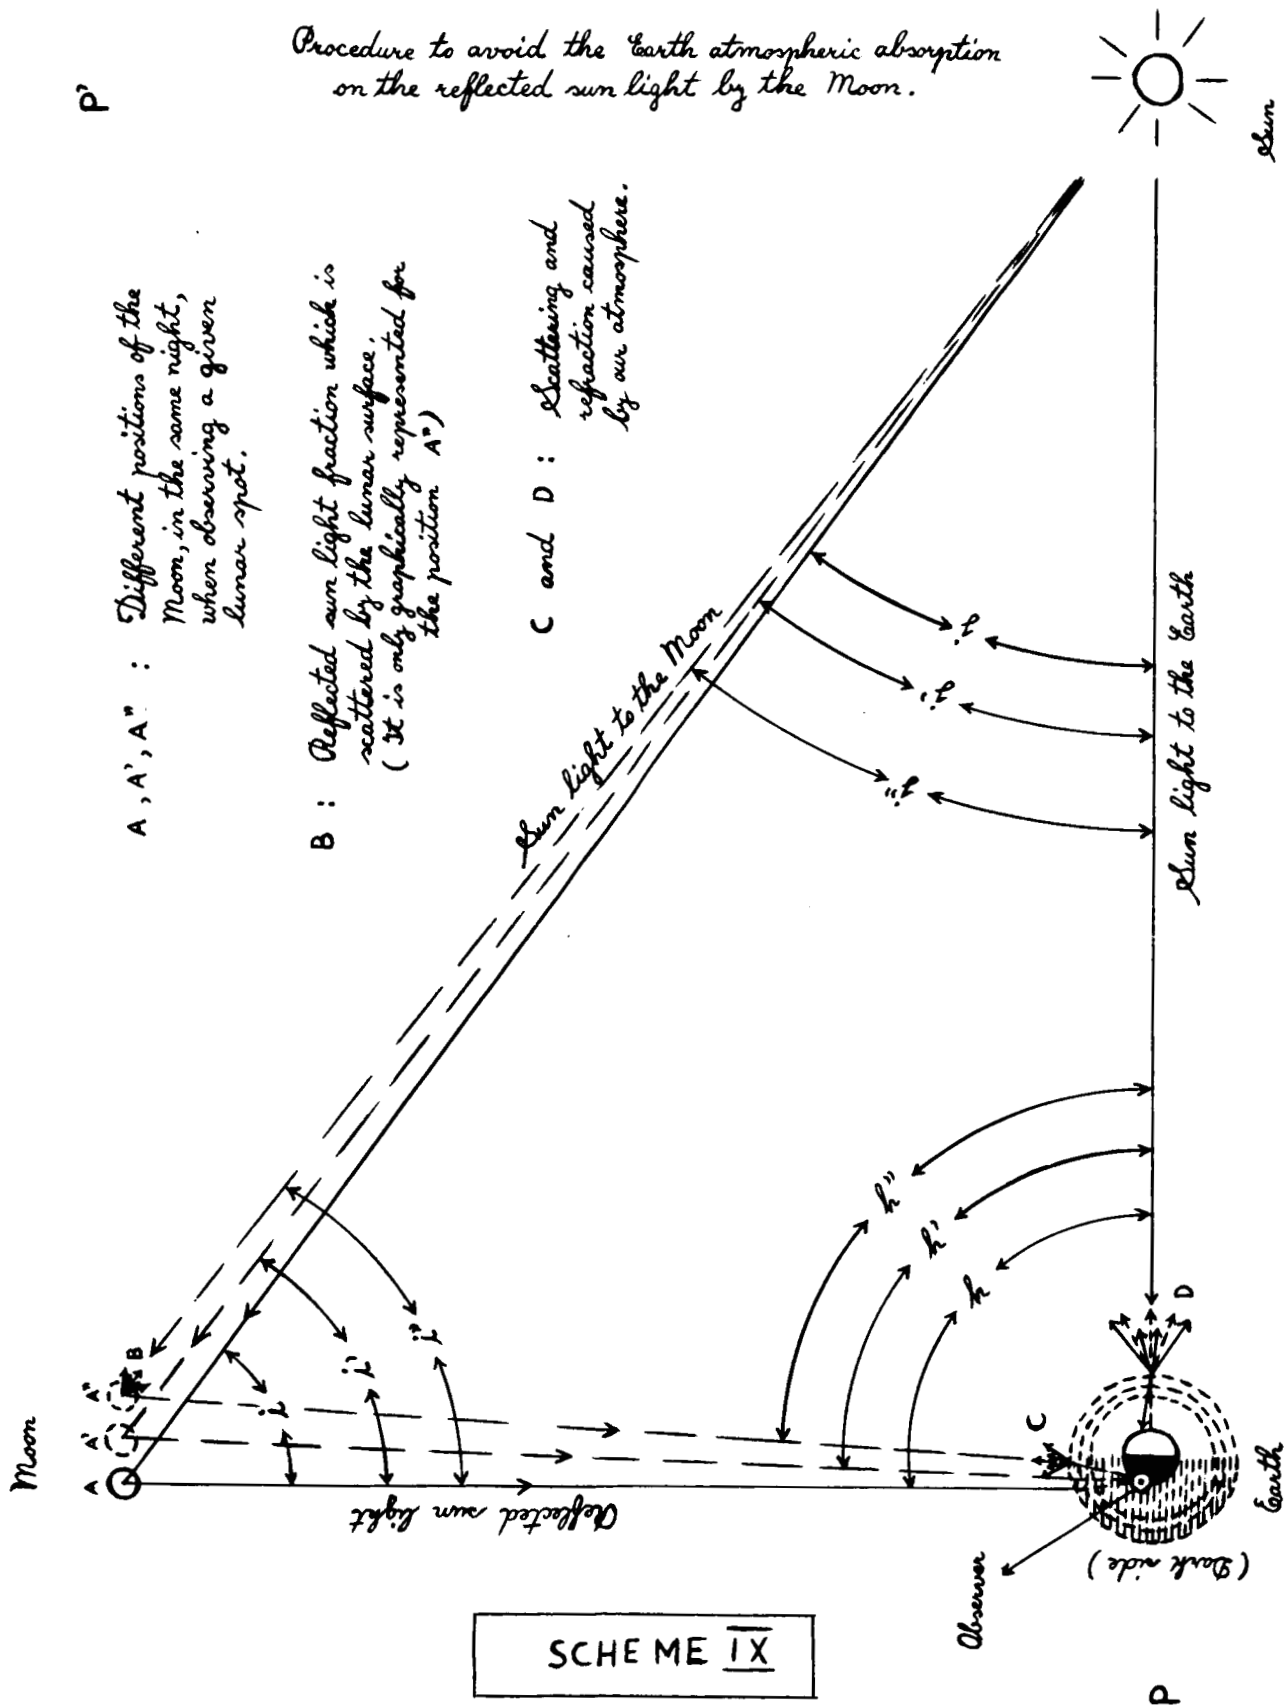 Procedure to avoid the Earth atmospheric absorption
on the reflected sun light by the Moon.
P'
Sun
A, A', A'' : Different positions of the
Moon, in the same night,
when observing a given
lunar spot.
B : Reflected sun light fraction which is
scattered by the lunar surface.
(It is only graphically represented for
the position A'')
C and D : Scattering and
refraction caused
by our atmosphere.
Sun light to the Moon
j
j'
j''
Sun light to the Earth
h''
h'
h
i
i'
i''
Moon
A
A'
A''
B
Reflected sun light
C
D
Earth
(Dark side)
Observer
SCHEME IX
P